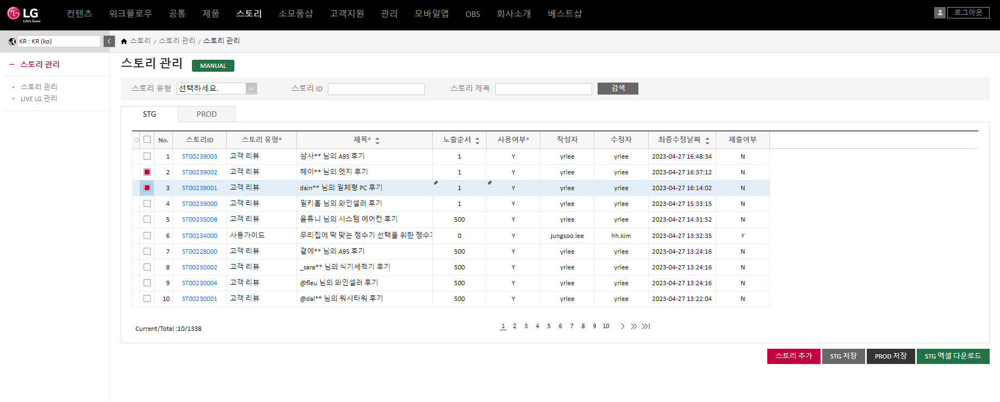 LG 컨텐츠 워크플로우 공통 제품 스토리 소모품샵 고객지원 관리 모바일앱 OBS 회사소개 베스트샵 로그아웃
Life's Good
KR : KR (ko) 스토리 / 스토리 관리 / 스토리 관리
스토리 관리
스토리 관리
LIVE LG 관리
스토리 관리 MANUAL
스토리 유형 선택하세요. 스토리 ID 스토리 제목 검색
STG PROD
No. 스토리ID 스토리 유형* 제목* 노출순서 사용여부* 작성자 수정자 최종수정날짜 제출여부
1 ST00239003 고객 리뷰 삼사** 님의 A9S 후기 1 Y yrlee yrlee 2023-04-27 16:48:34 N
2 ST00239002 고객 리뷰 헤이** 님의 엣지 후기 1 Y yrlee yrlee 2023-04-27 16:37:12 N
3 ST00239001 고객 리뷰 dain** 님의 일체형 PC 후기 1 Y yrlee yrlee 2023-04-27 16:14:02 N
4 ST00239000 고객 리뷰 밀키홈 님의 와인셀러 후기 1 Y yrlee yrlee 2023-04-27 15:33:15 N
5 ST00235008 고객 리뷰 윤튜니 님의 시스템 에어컨 후기 500 Y yrlee yrlee 2023-04-27 14:31:52 N
6 ST00234000 사용가이드 우리집에 딱 맞는 정수기 선택을 위한 정수기 0 Y jungsoo.lee hh.kim 2023-04-27 13:32:35 Y
7 ST00228000 고객 리뷰 곁에** 님의 A9S 후기 500 Y yrlee yrlee 2023-04-27 13:24:16 N
8 ST00230002 고객 리뷰 _sara** 님의 식기세척기 후기 500 Y yrlee yrlee 2023-04-27 13:24:16 N
9 ST00230004 고객 리뷰 @fleu 님의 와인셀러 후기 500 Y yrlee yrlee 2023-04-27 13:24:16 N
10 ST00230001 고객 리뷰 @dal** 님의 워시타워 후기 500 Y yrlee yrlee 2023-04-27 13:22:04 N
Current/Total :10/1338 1 2 3 4 5 6 7 8 9 10
스토리 추가 STG 저장 PROD 저장 STG 엑셀 다운로드